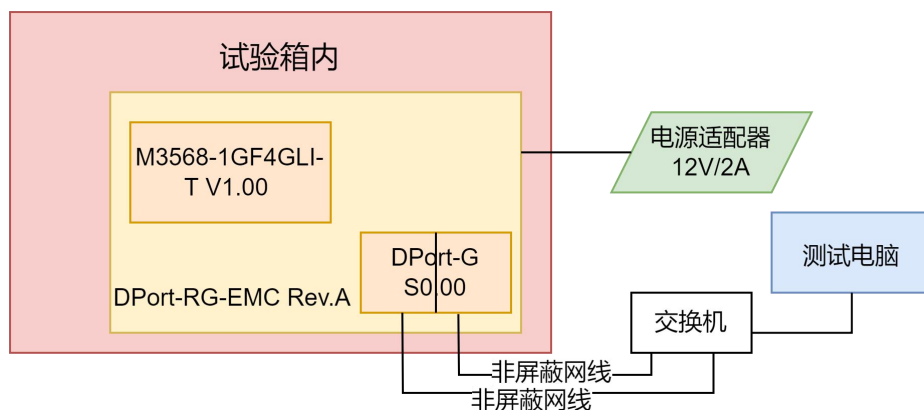 试验箱内
M3568-1GF4GLI-
T V1.00
电源适配器
12V/2A
DPort-G
S0.00
DPort-RG-EMC Rev.A
测试电脑
交换机
非屏蔽网线
非屏蔽网线